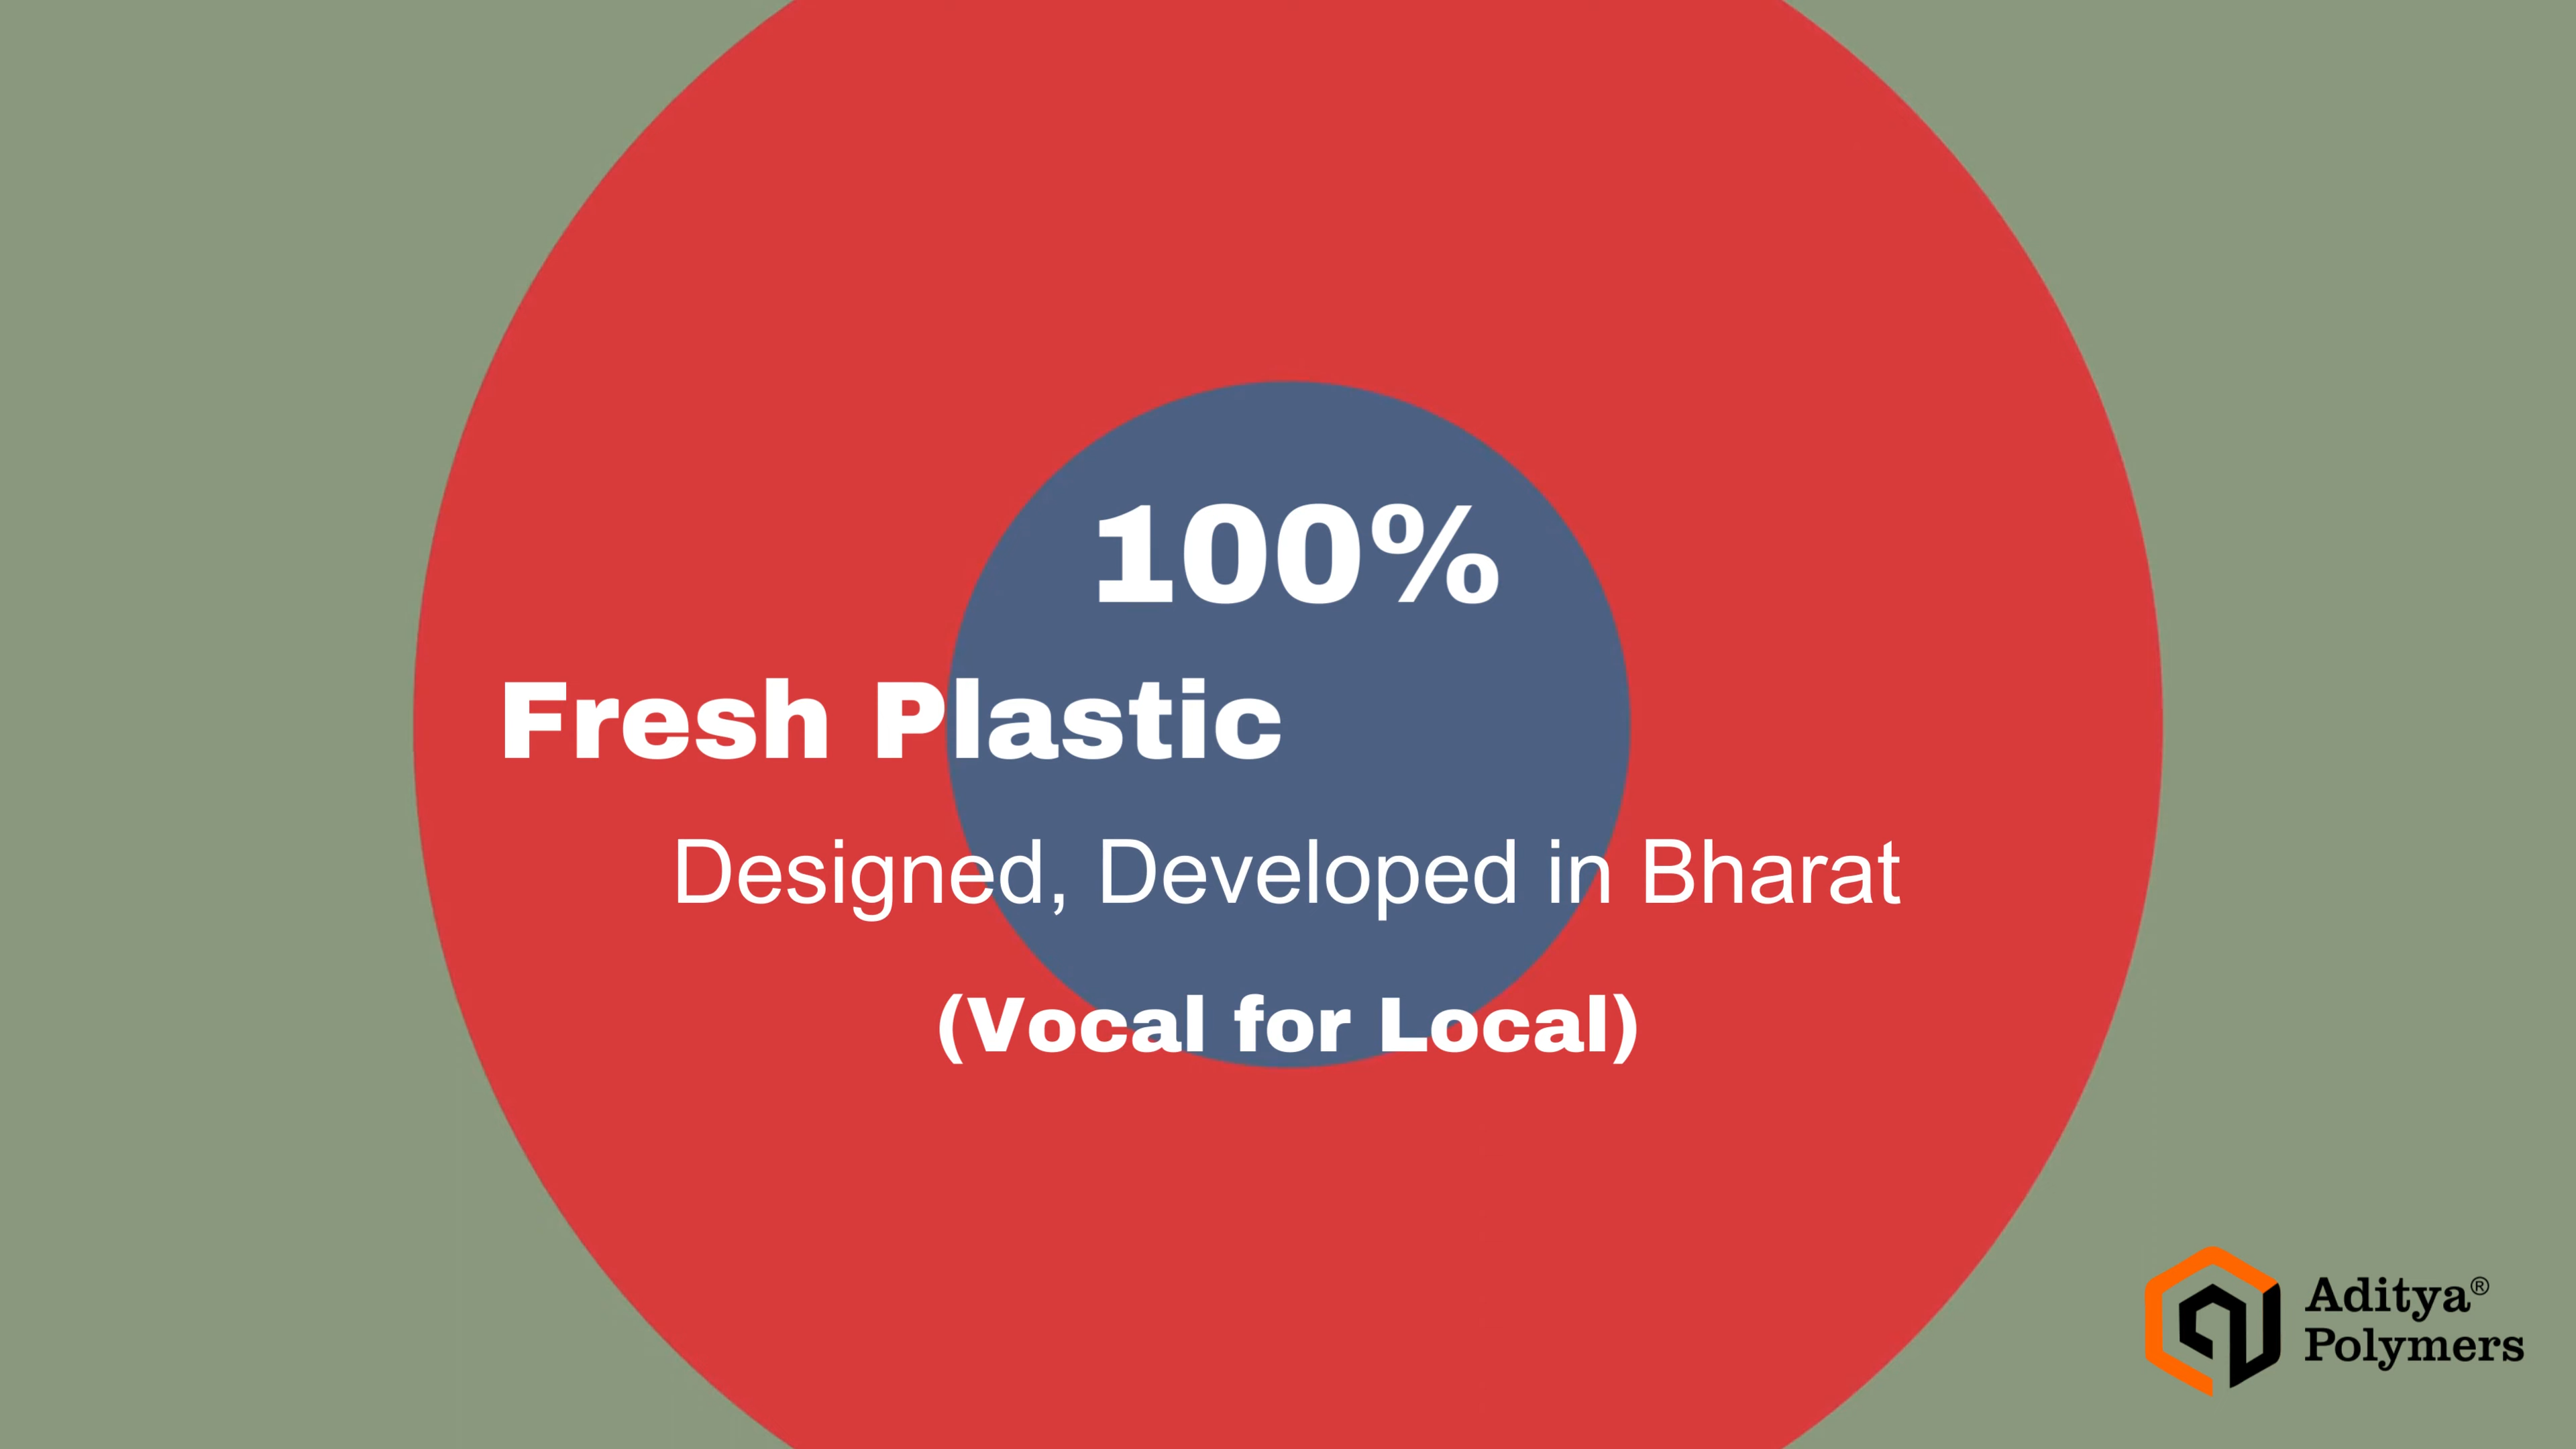 100%
Fresh Plastic
Designed, Developed in Bharat
(Vocal for Local)
Aditya®
Polymers